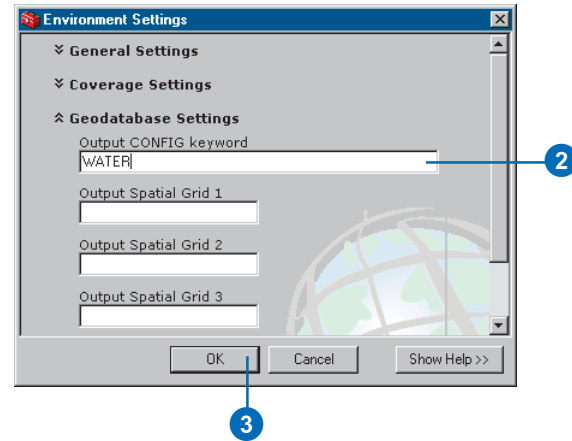 Environment Settings
General Settings
Coverage Settings
Geodatabase Settings
Output CONFIG keyword
WATER
2
Output Spatial Grid 1
Output Spatial Grid 2
Output Spatial Grid 3
OK
Cancel
Show Help >>
3